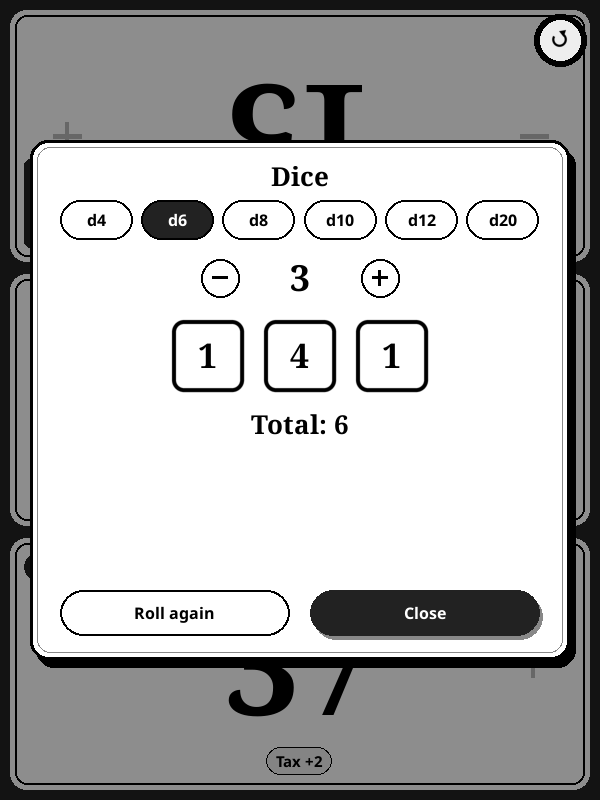 Dice
d4 d6 d8 d10 d12 d20
− 3 +
1 4 1
Total: 6
Roll again Close
Tax +2